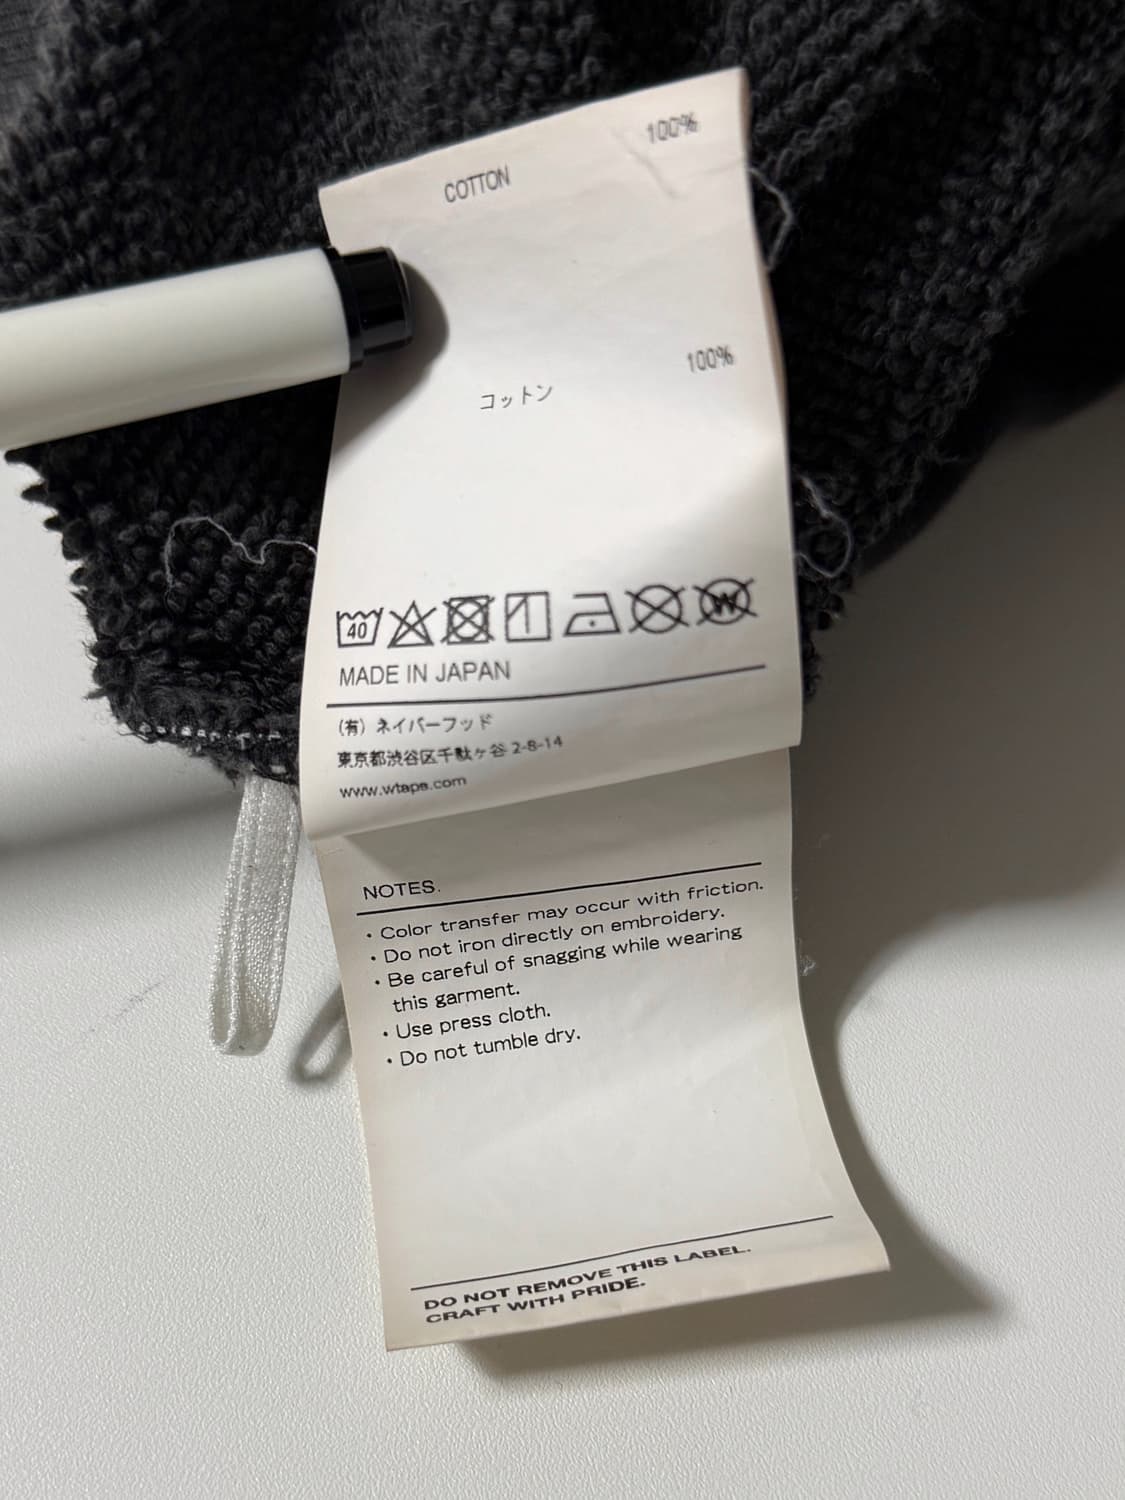 COTTON 100%
コットン 100%
40
W
MADE IN JAPAN
(有) ネイバーフッド
東京都渋谷区千駄ヶ谷 2-8-14
www.wtaps.com
NOTES.
・Color transfer may occur with friction.
・Do not iron directly on embroidery.
・Be careful of snagging while wearing
this garment.
・Use press cloth.
・Do not tumble dry.
DO NOT REMOVE THIS LABEL.
CRAFT WITH PRIDE.